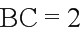 BC = 2